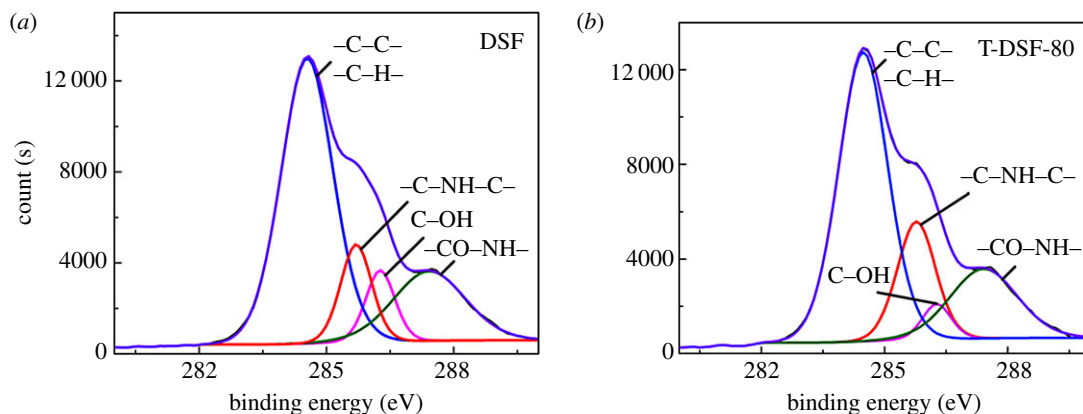 (a)
DSF
–C–C–
–C–H–
–C–NH–C–
C–OH
–CO–NH–
12 000
8000
4000
0
count (s)
282
285
288
binding energy (eV)
(b)
T-DSF-80
–C–C–
–C–H–
–C–NH–C–
–CO–NH–
C–OH
12 000
8000
4000
0
282
285
288
binding energy (eV)